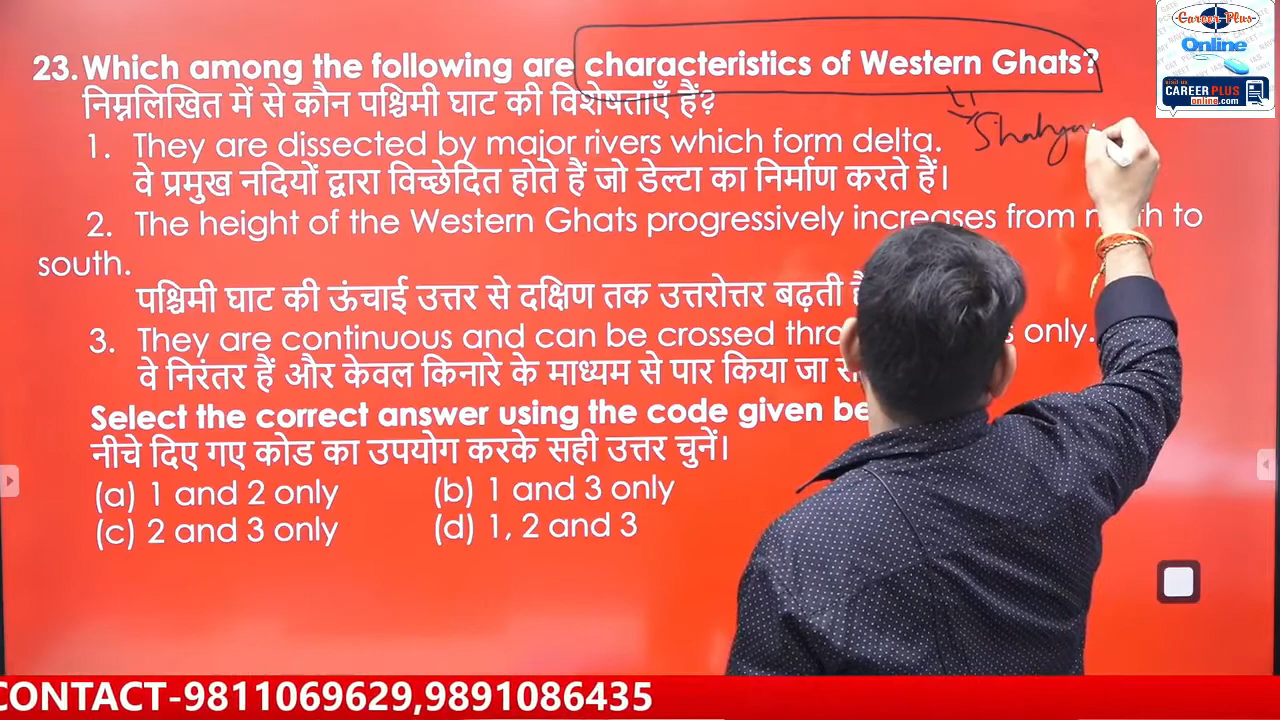 Career Plus
Online
visit us
CAREER PLUS
online.com
23. Which among the following are characteristics of Western Ghats?
निम्नलिखित में से कौन पश्चिमी घाट की विशेषताएँ हैं?
1. They are dissected by major rivers which form delta.
Shahya
वे प्रमुख नदियों द्वारा विच्छेदित होते हैं जो डेल्टा का निर्माण करते हैं।
2. The height of the Western Ghats progressively increases from to
south.
पश्चिमी घाट की ऊंचाई उत्तर से दक्षिण तक उत्तरोत्तर बढ़ती
3. They are continuous and can be crossed only.
वे निरंतर हैं और केवल किनारे के माध्यम से पार किया जा
Select the correct answer using the code given
नीचे दिए गए कोड का उपयोग करके सही उत्तर चुनें।
(a) 1 and 2 only (b) 1 and 3 only
(c) 2 and 3 only (d) 1, 2 and 3
CONTACT-9811069629,9891086435